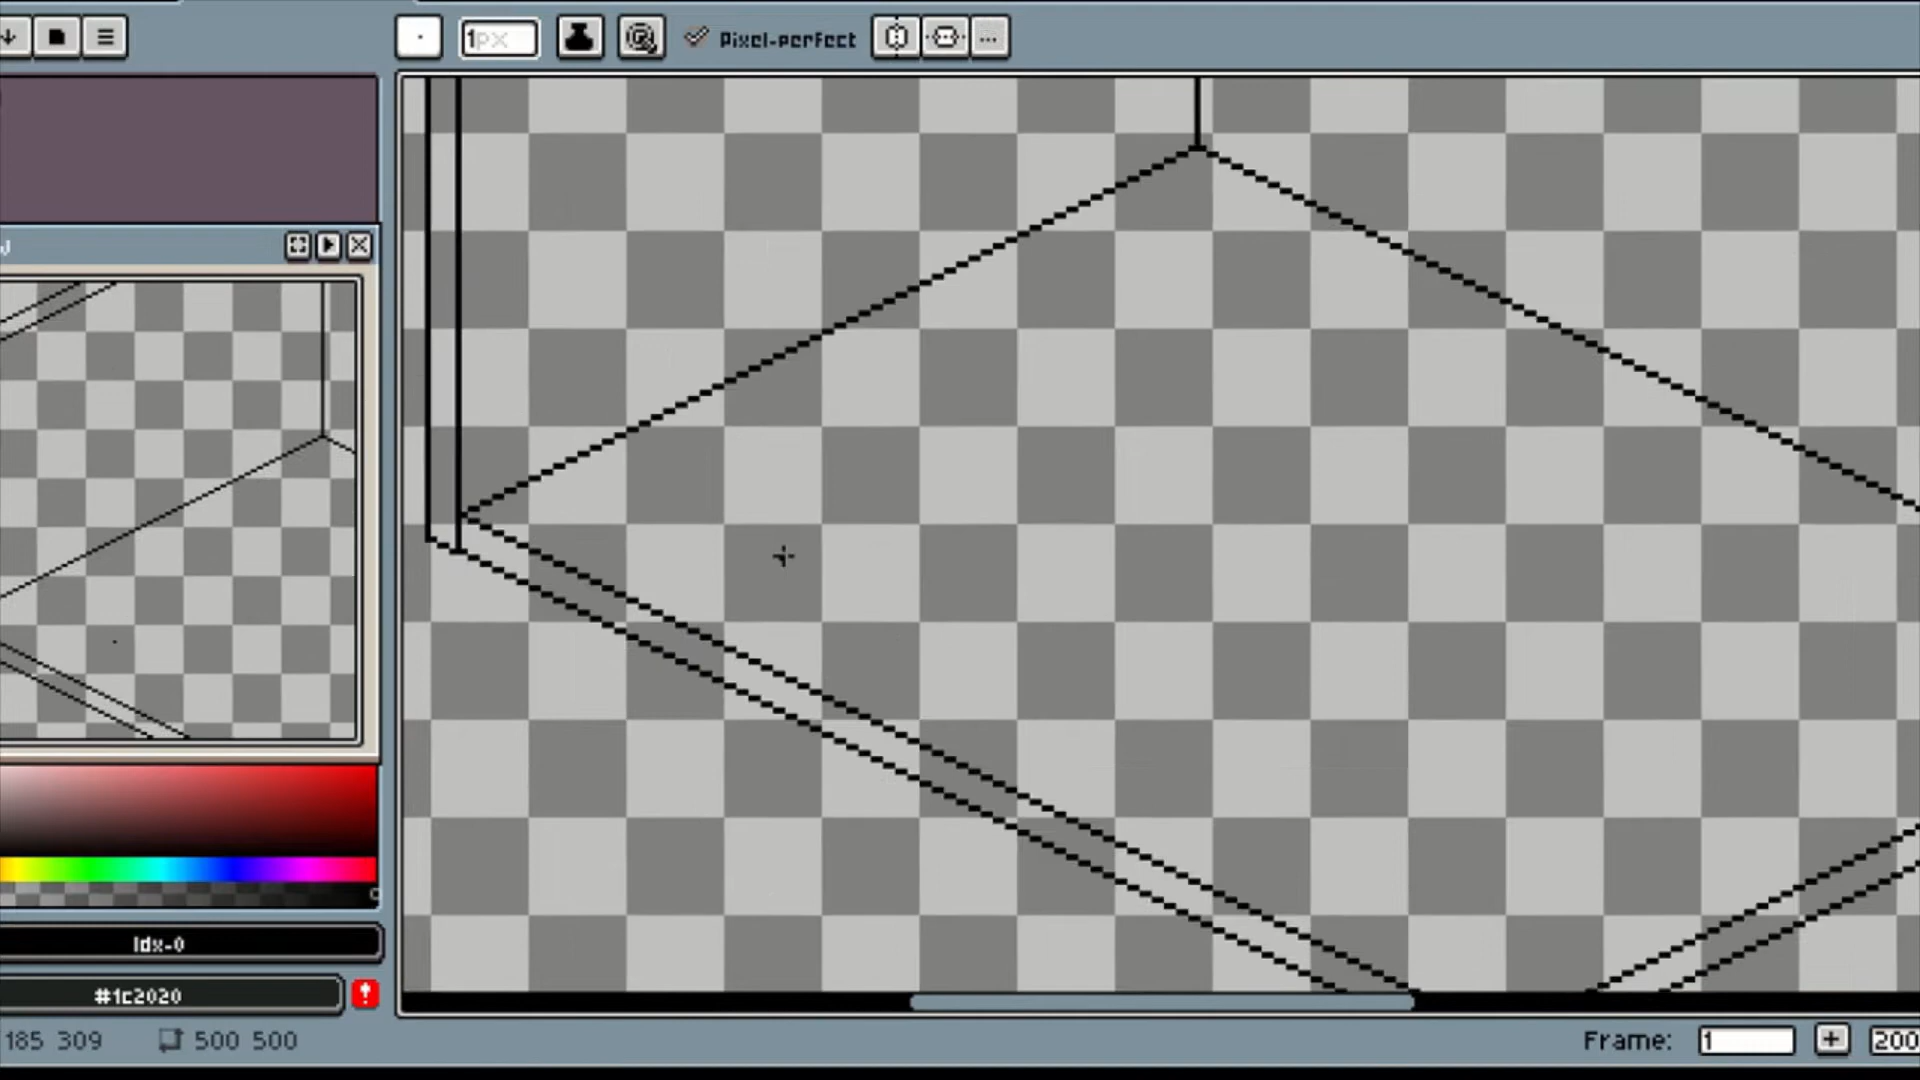 1px
Pixel-perfect
...
Idx-0
#1c2020
!
185 309
500 500
Frame:
1
+
200